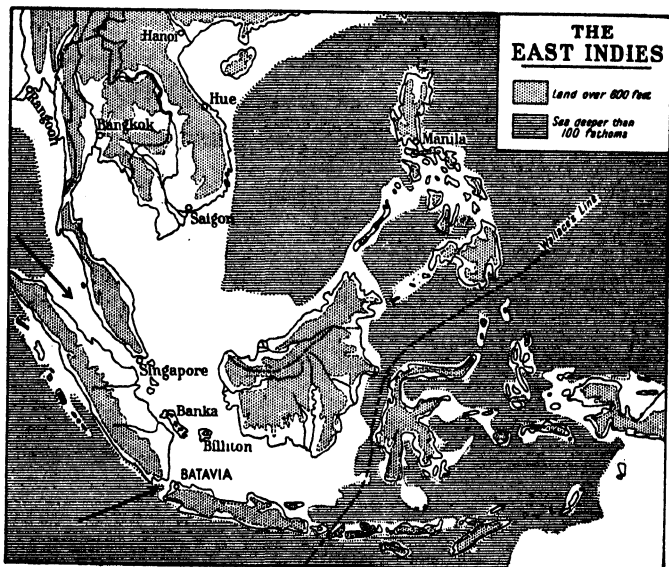 THE
EAST INDIES
Land over 600 feet
Sea deeper than
100 fathoms
Hanoi
Rangoon
Hue
Bangkok
Manila
Saigon
Wallace's Line
Singapore
Banka
Billiton
BATAVIA